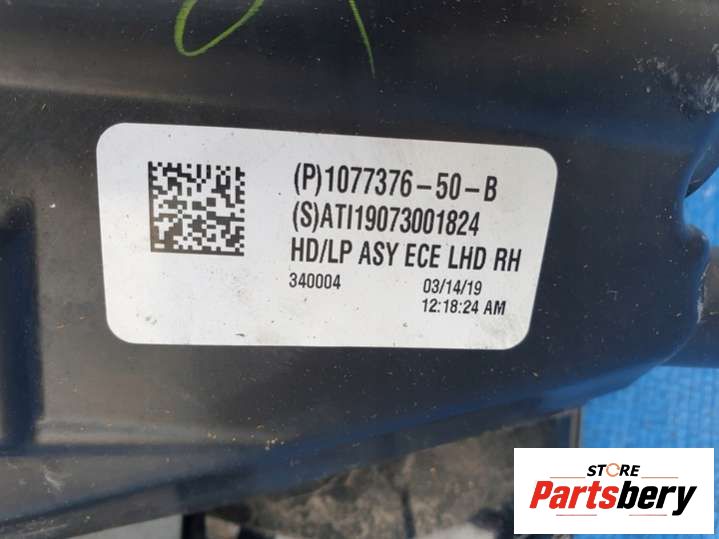 (P)1077376-50-B
(S)ATI19073001824
HD/LP ASY ECE LHD RH
340004 03/14/19
12:18:24 AM
STORE
Partsbery